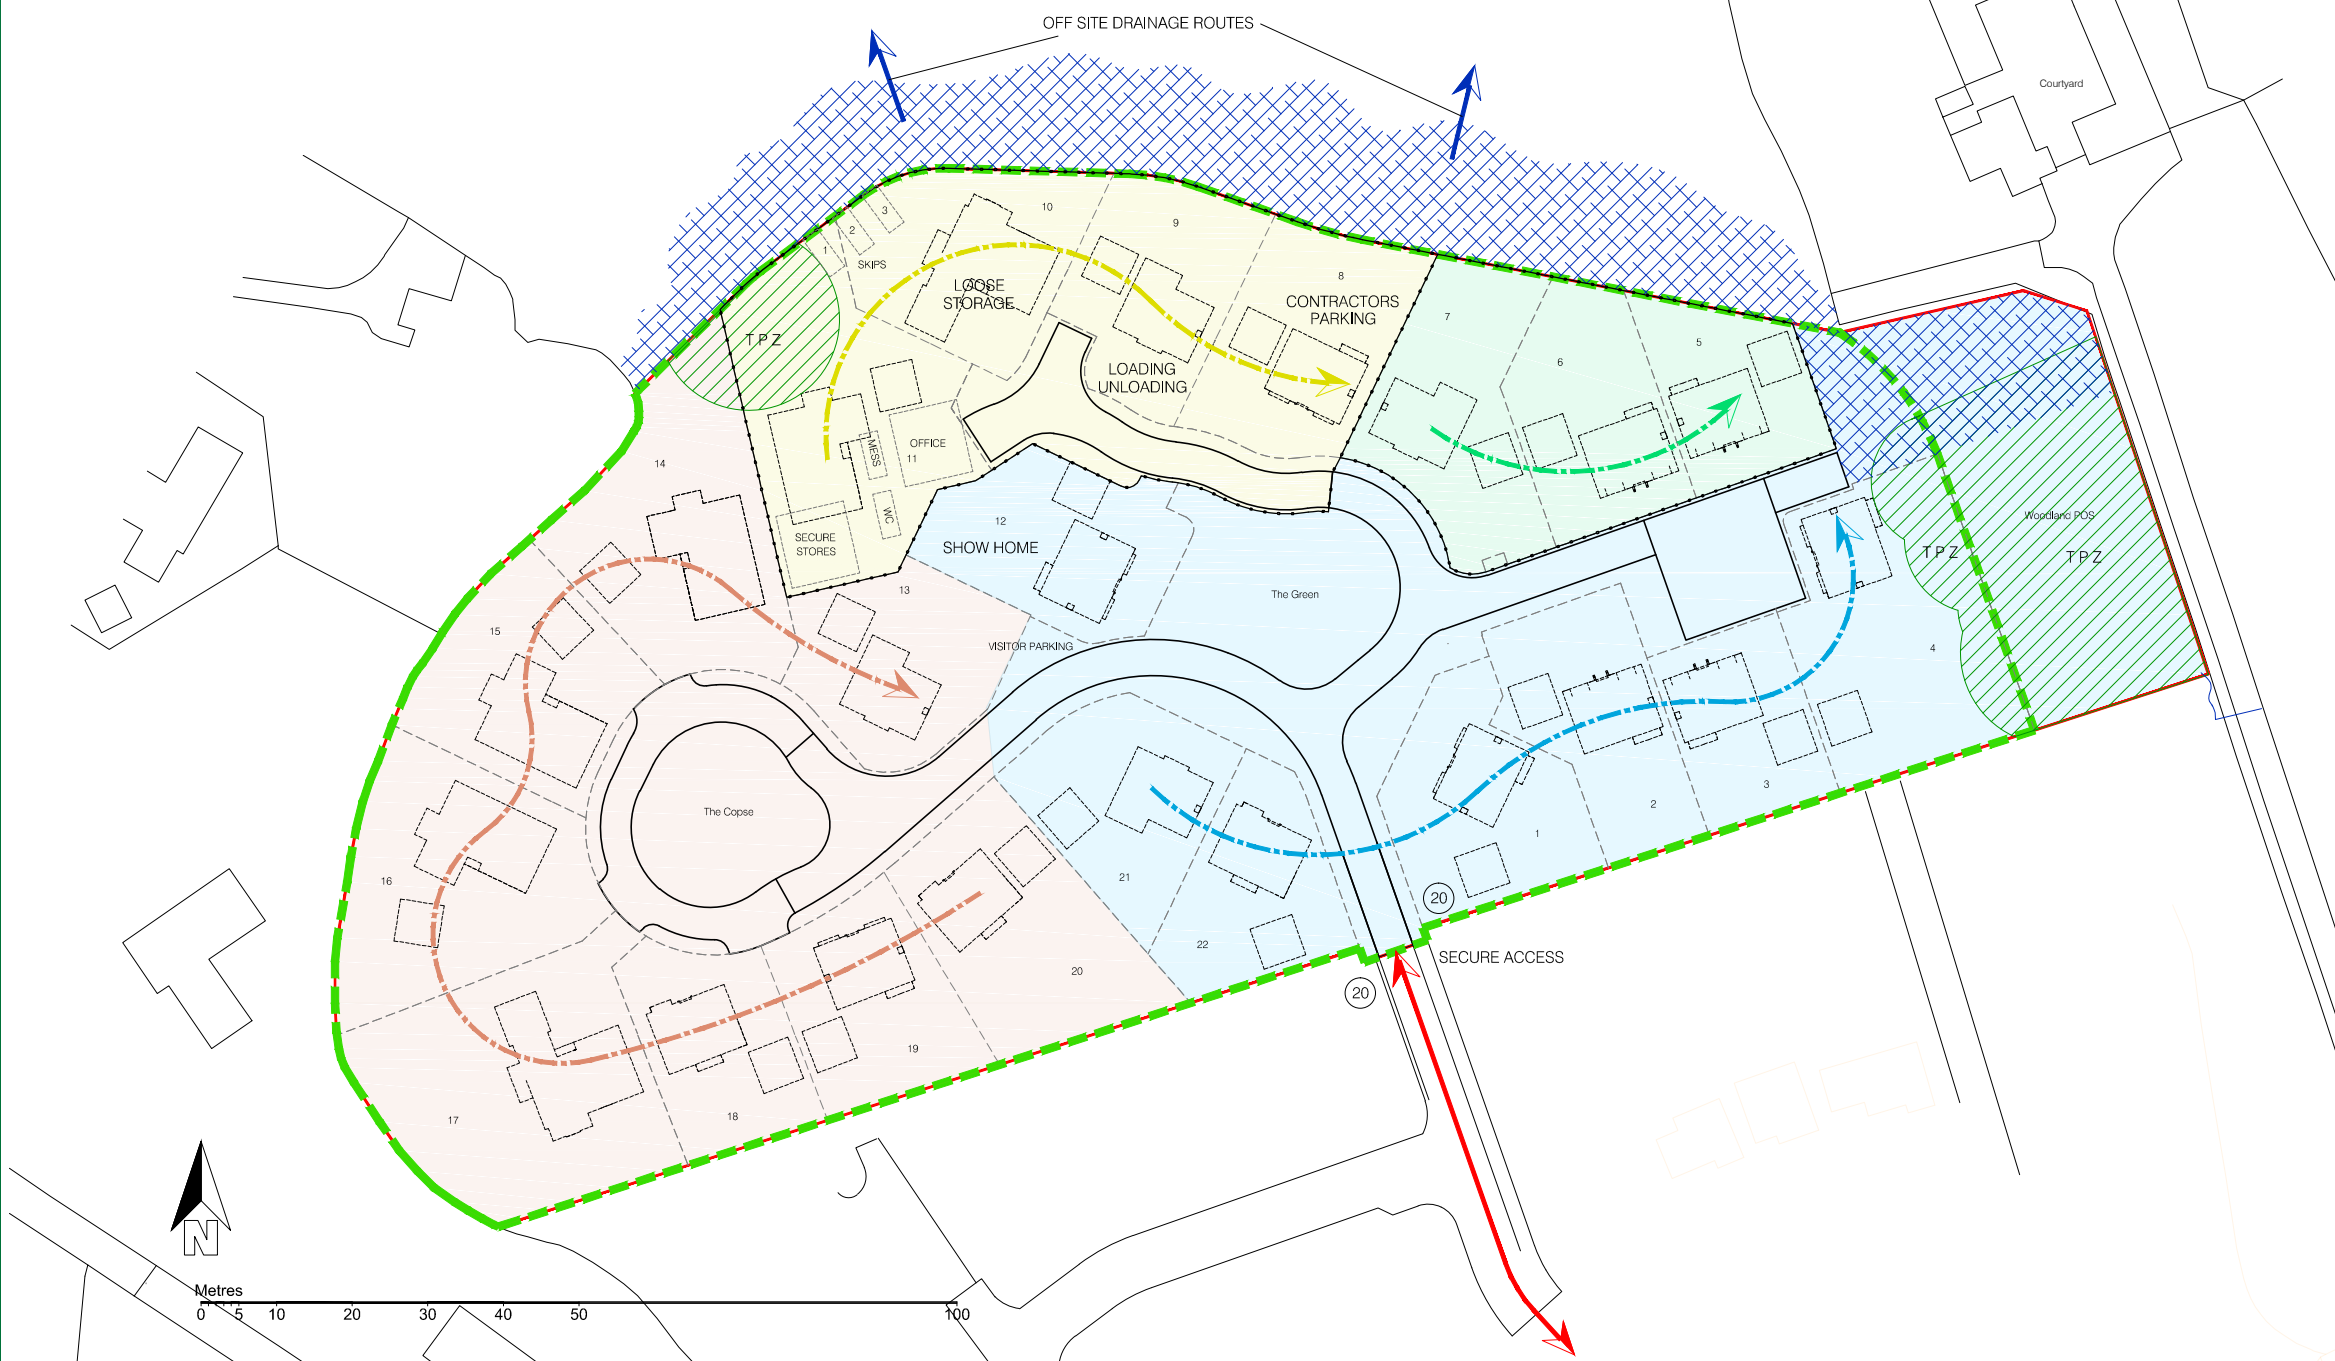 OFF SITE DRAINAGE ROUTES
Courtyard
3
2
1
SKIPS
10
9
8
LOOSE
STORAGE
CONTRACTORS
PARKING
7
6
5
TPZ
LOADING
UNLOADING
MESS
OFFICE
11
WC
SECURE
STORES
14
12
SHOW HOME
13
The Green
VISITOR PARKING
Woodland POS
TPZ
TPZ
15
4
The Copse
3
2
1
16
21
22
20
SECURE ACCESS
20
20
19
18
17
N
Metres
0 5 10 20 30 40 50 100